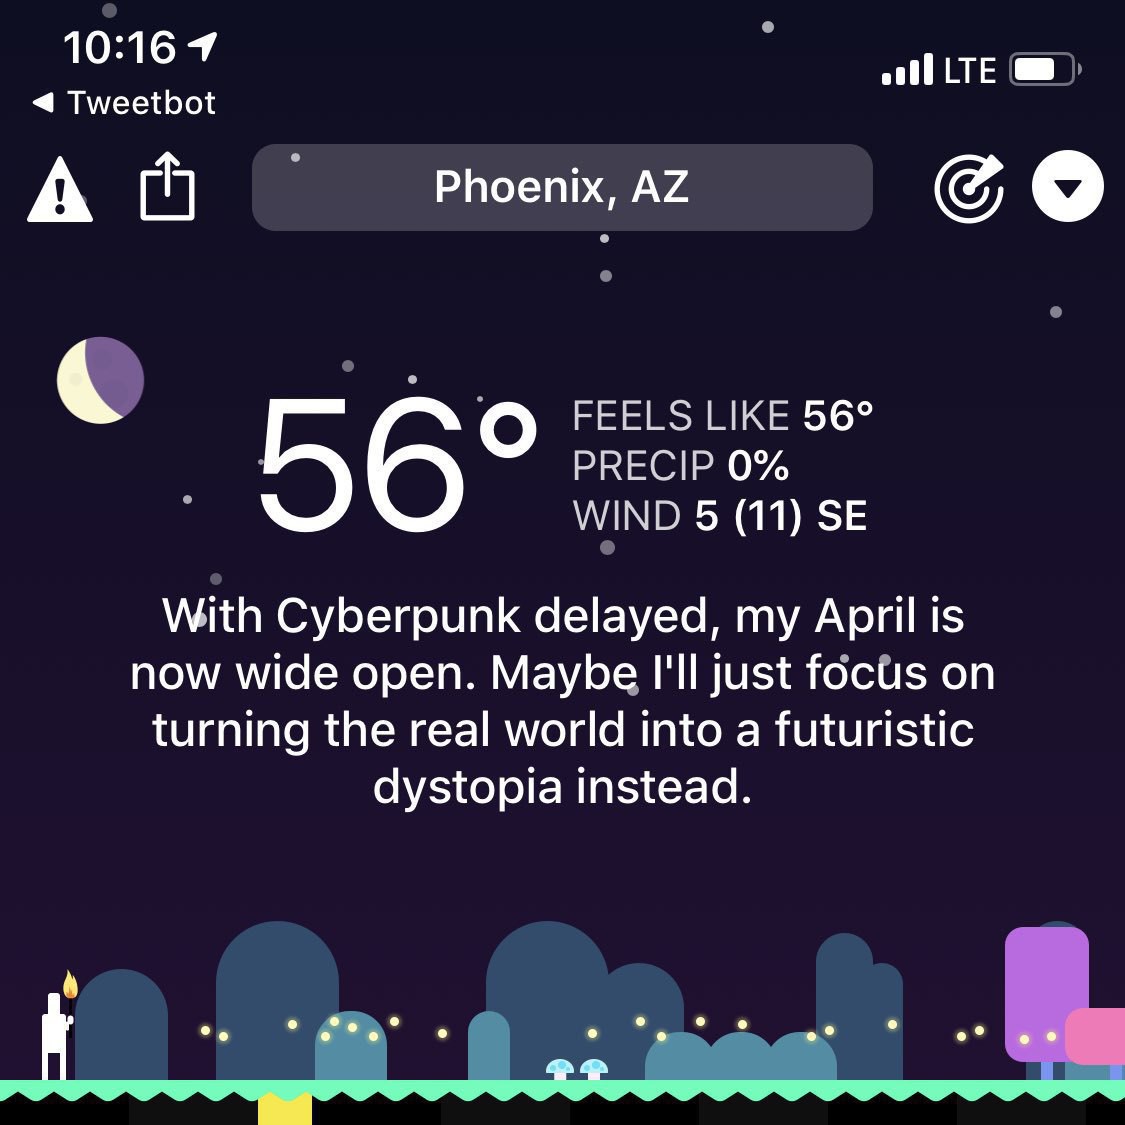 10:16
LTE
◀ Tweetbot
Phoenix, AZ
56°
FEELS LIKE 56°
PRECIP 0%
WIND 5 (11) SE
With Cyberpunk delayed, my April is
now wide open. Maybe I'll just focus on
turning the real world into a futuristic
dystopia instead.